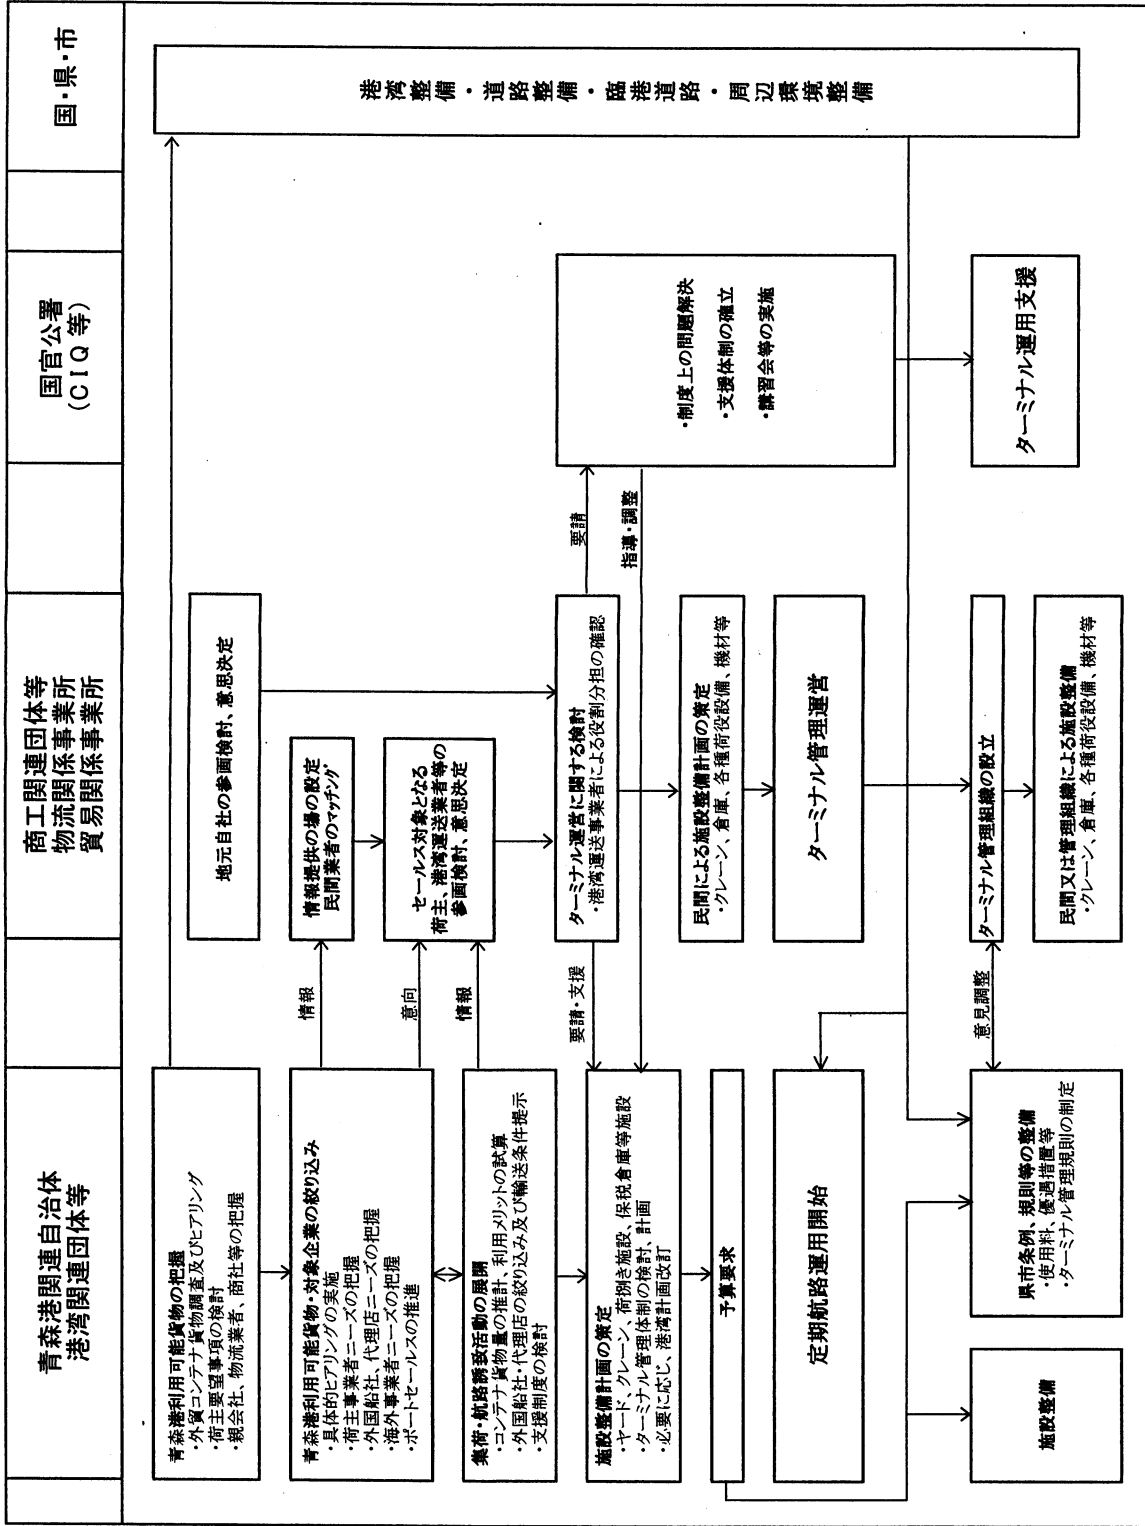 青森港関連自治体
港湾関連団体等
商工関連団体等
物流関係事業所
貿易関係事業所
国官公署
(CIQ等)
国・県・市
青森港利用可能貨物の把握
・外貿コンテナ貨物調査及びヒアリング
・荷主要望事項の検討
・親会社、物流業者、商社等の把握
地元自社の参画検討、意思決定
港湾整備・道路整備・臨港道路・周辺環境整備
青森港利用可能貨物・対象企業の絞り込み
・具体的ヒアリングの実施
・荷主事業者ニーズの把握
・外国船社、代理店ニーズの把握
・海外事業者ニーズの把握
・ポートセールスの推進
情報
情報提供の場の設定
民間業者のマッチング
意向
セールス対象となる
荷主、港湾運送業者等の
参画検討、意思決定
集荷・航路誘致活動の展開
・コンテナ貨物量の推計、利用メリットの試算
・外国船社・代理店の絞り込み及び輸送条件提示
・支援制度の検討
情報
ターミナル運営に関する検討
・港湾運送事業者による役割分担の確認
要請
・制度上の問題解決
・支援体制の確立
・講習会等の実施
要請・支援
指導・調整
施設整備計画の策定
・ヤード、クレーン、荷捌き施設、保税倉庫等施設
・ターミナル管理体制の検討、計画
・必要に応じ、港湾計画改訂
民間による施設整備計画の策定
・クレーン、倉庫、各種荷役設備、機材等
予算要求
定期航路運用開始
ターミナル管理運営
県市条例、規則等の整備
・使用料、優遇措置等
・ターミナル管理規則の制定
意見調整
ターミナル管理組織の設立
ターミナル運用支援
民間又は管理組織による施設整備
・クレーン、倉庫、各種荷役設備、機材等
施設整備